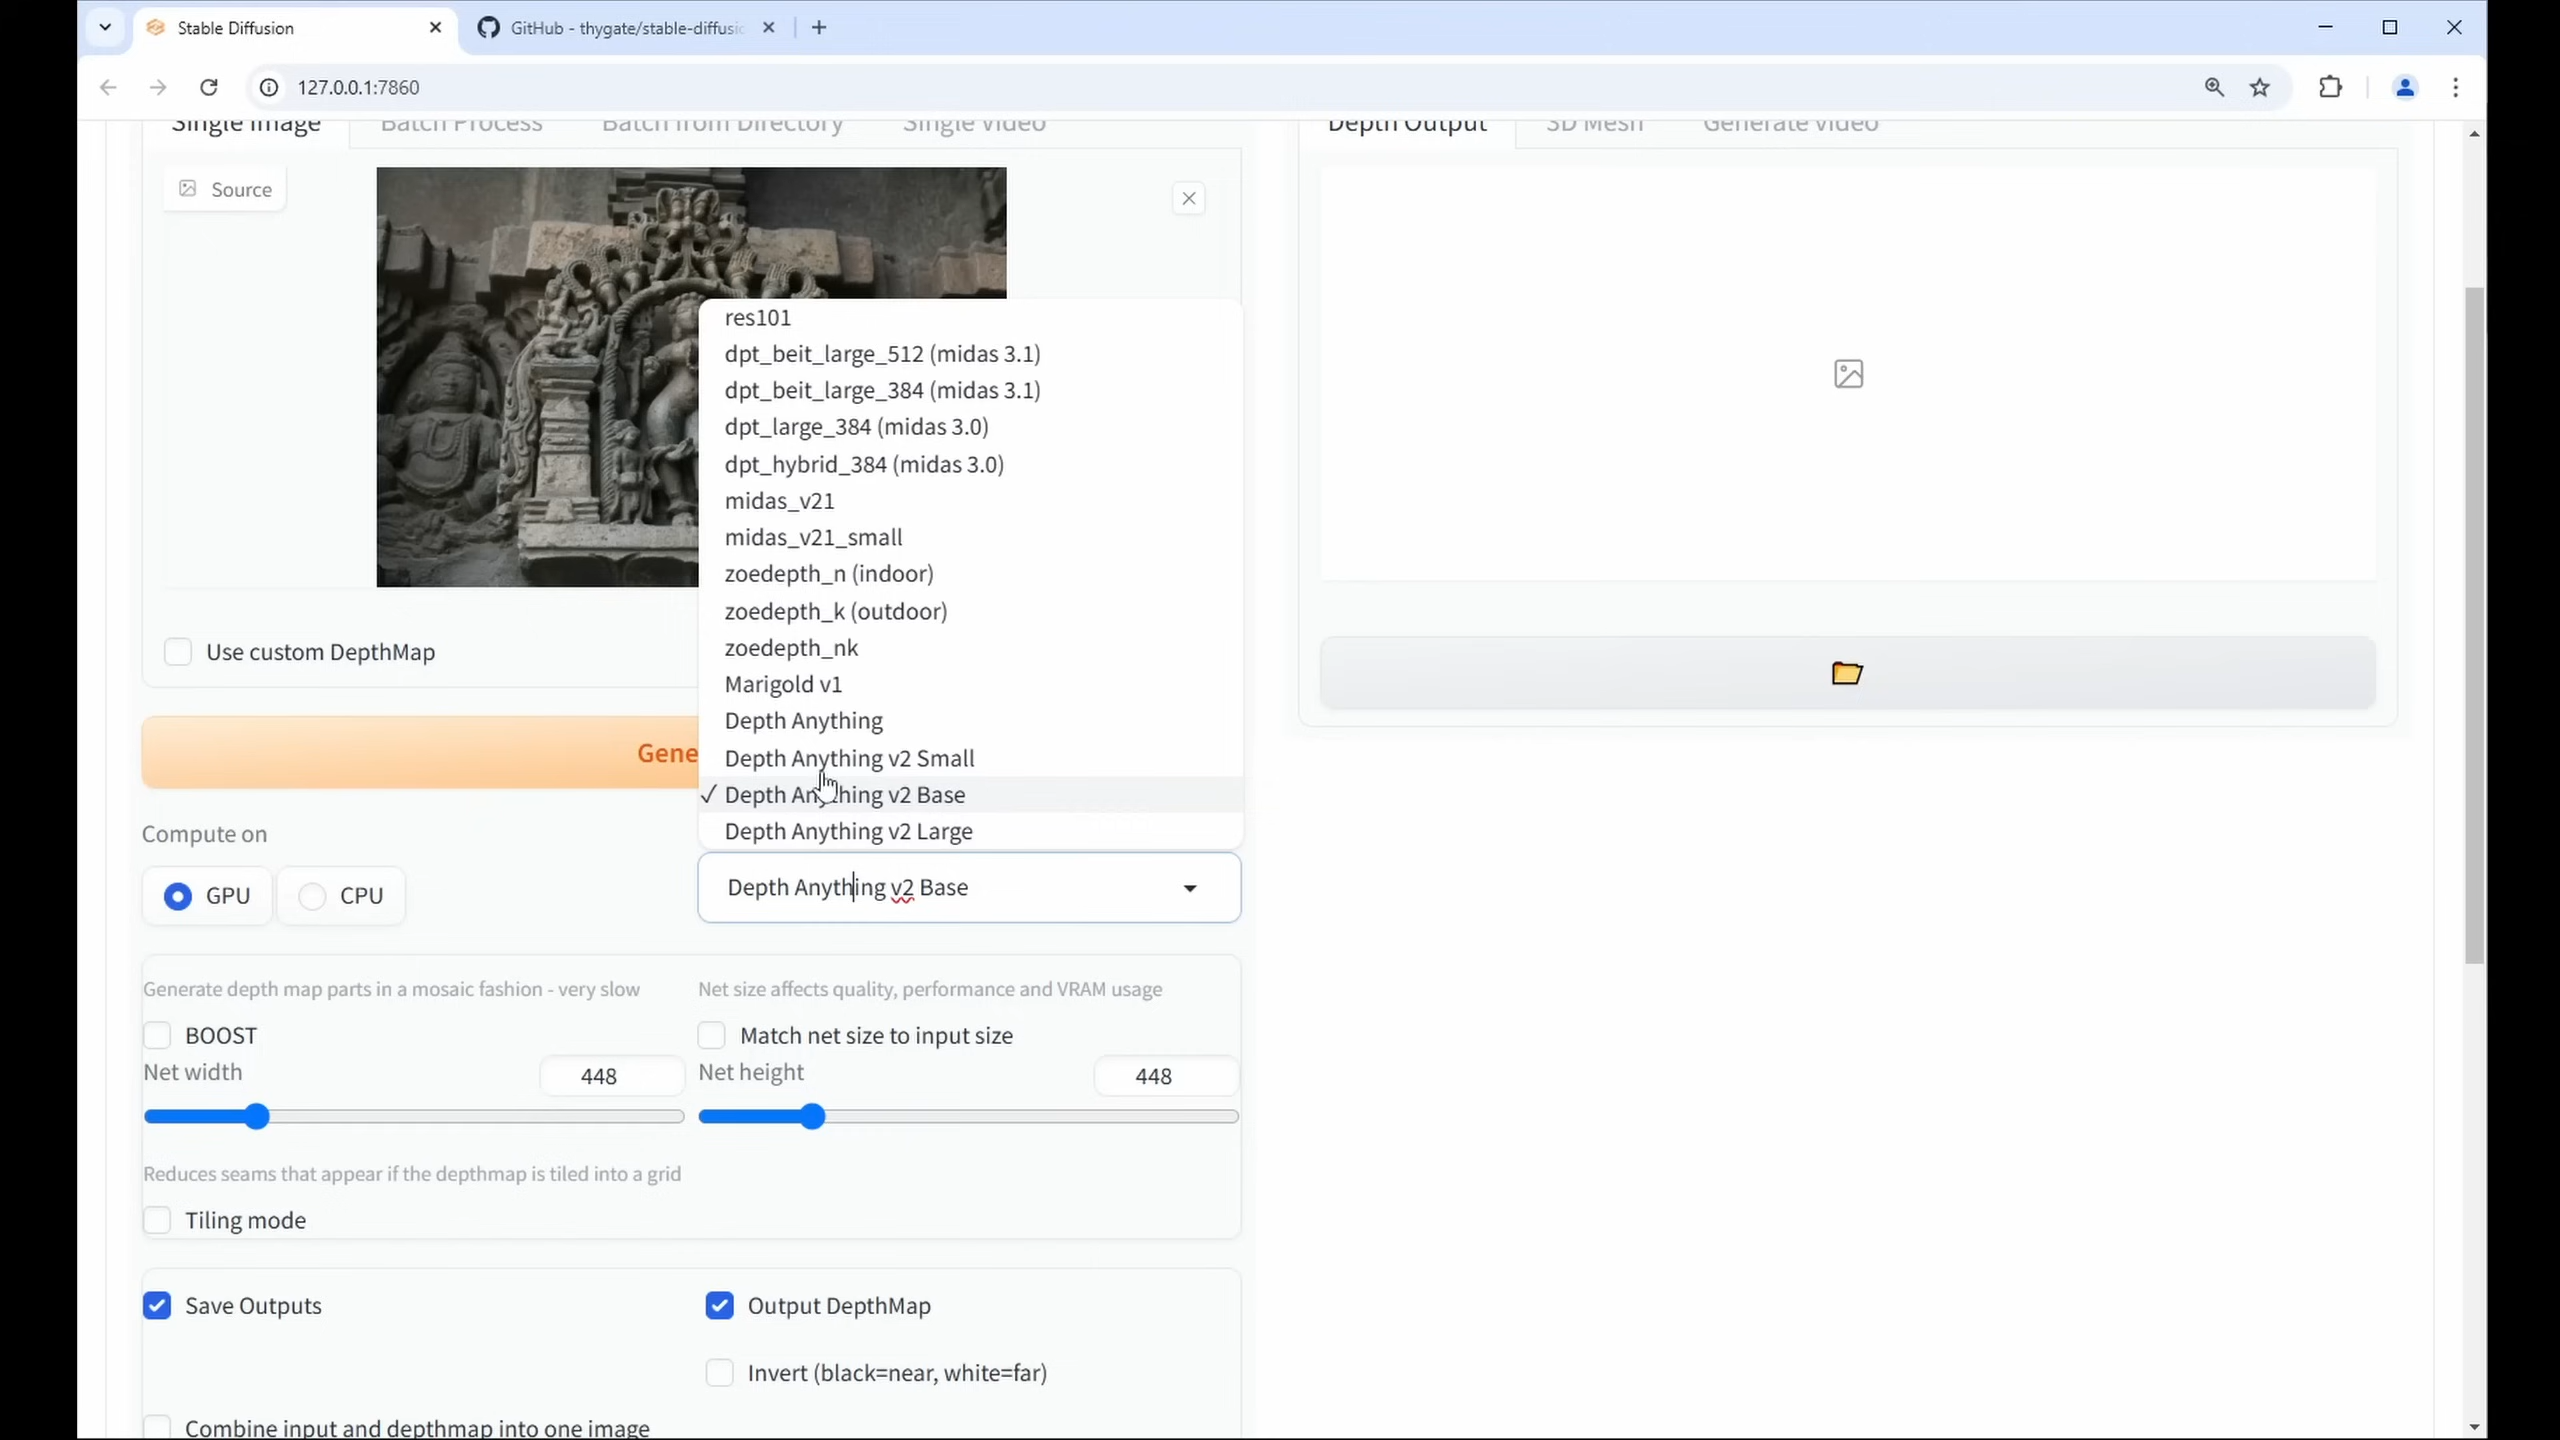 Stable Diffusion
GitHub - thygate/stable-diffusi
127.0.0.1:7860
Single Image
Batch Process
Batch from Directory
Single Video
Depth Output
3D Mesh
Generate video
Source
res101
dpt_beit_large_512 (midas 3.1)
dpt_beit_large_384 (midas 3.1)
dpt_large_384 (midas 3.0)
dpt_hybrid_384 (midas 3.0)
midas_v21
midas_v21_small
zoedepth_n (indoor)
zoedepth_k (outdoor)
zoedepth_nk
Marigold v1
Depth Anything
Depth Anything v2 Small
✓ Depth Anything v2 Base
Depth Anything v2 Large
Use custom DepthMap
Gene
Compute on
GPU
CPU
Depth Anything v2 Base
Generate depth map parts in a mosaic fashion - very slow
Net size affects quality, performance and VRAM usage
BOOST
Match net size to input size
Net width
448
Net height
448
Reduces seams that appear if the depthmap is tiled into a grid
Tiling mode
Save Outputs
Output DepthMap
Invert (black=near, white=far)
Combine input and depthmap into one image